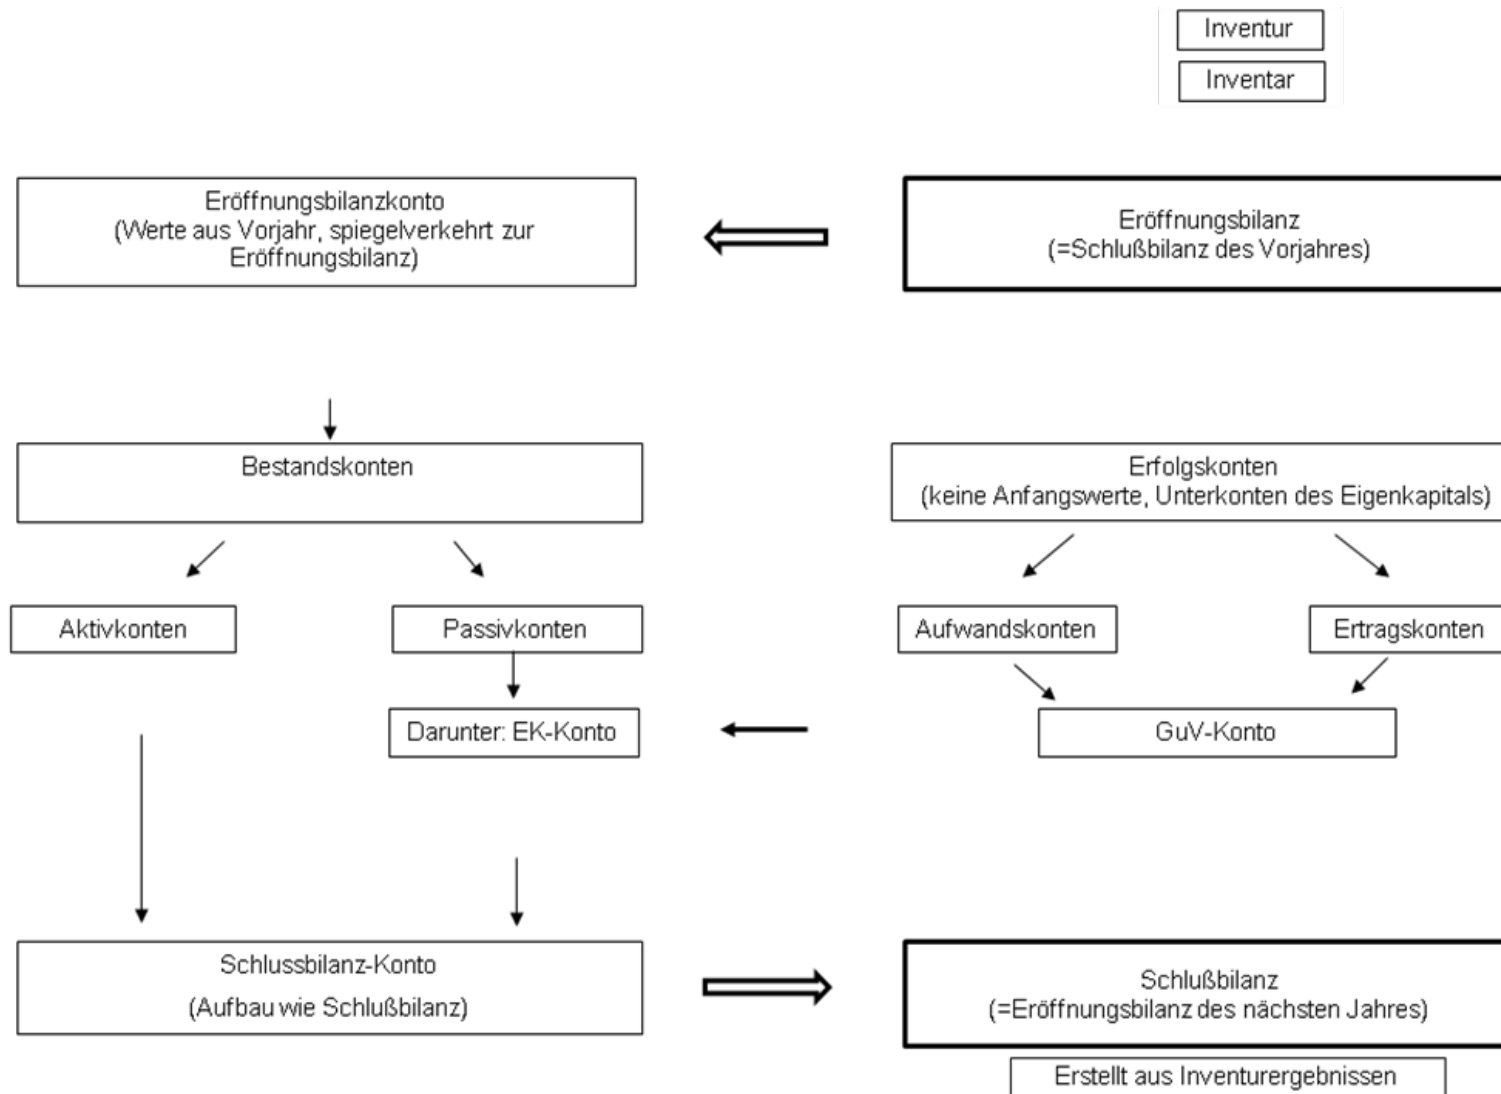 Inventur
Inventar
Eröffnungsbilanzkonto
(Werte aus Vorjahr, spiegelverkehrt zur
Eröffnungsbilanz)
Eröffnungsbilanz
(=Schlußbilanz des Vorjahres)
Bestandskonten
Erfolgskonten
(keine Anfangswerte, Unterkonten des Eigenkapitals)
Aktivkonten
Passivkonten
Aufwandskonten
Ertragskonten
Darunter: EK-Konto
GuV-Konto
Schlussbilanz-Konto
(Aufbau wie Schlußbilanz)
Schlußbilanz
(=Eröffnungsbilanz des nächsten Jahres)
Erstellt aus Inventurergebnissen